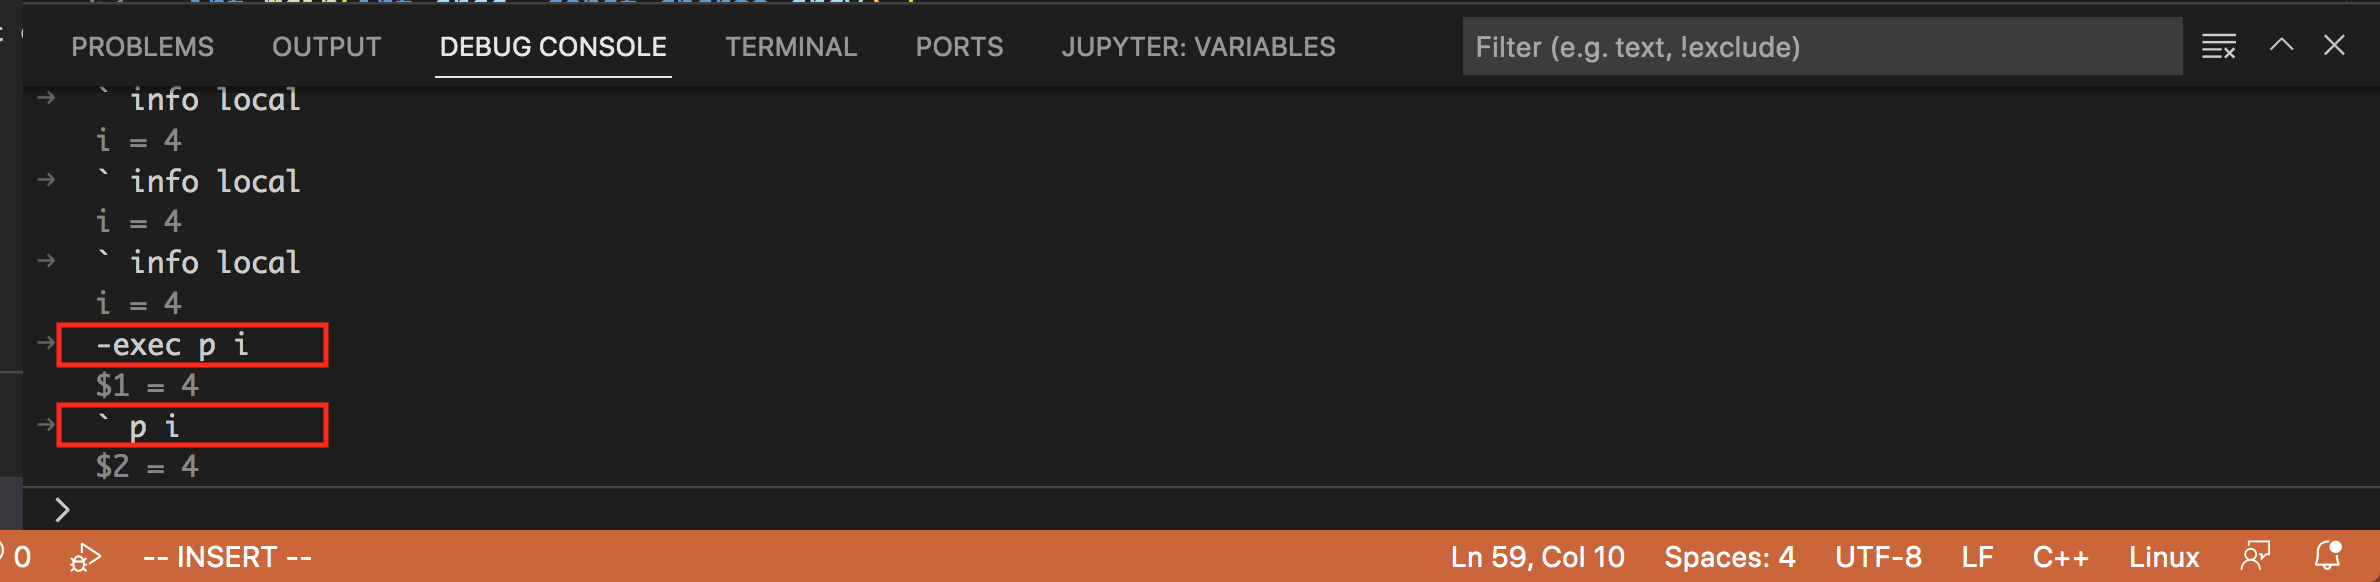 PROBLEMS OUTPUT DEBUG CONSOLE TERMINAL PORTS JUPYTER: VARIABLES Filter (e.g. text, !exclude)
→ ` info local
i = 4
→ ` info local
i = 4
→ ` info local
i = 4
→ -exec p i
$1 = 4
→ ` p i
$2 = 4
>
0 -- INSERT -- Ln 59, Col 10 Spaces: 4 UTF-8 LF C++ Linux